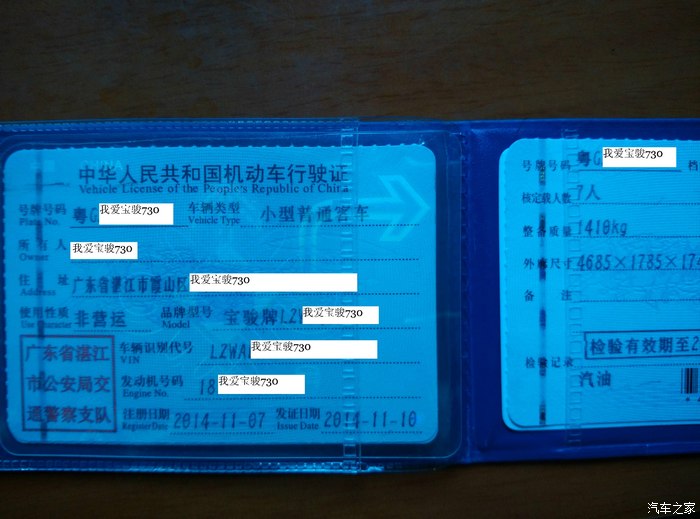 中华人民共和国机动车行驶证
Vehicle License of the People's Republic of China
号牌号码 粤G 我爱宝骏730 车辆类型 小型普通客车
Plate No. Vehicle Type
所有人 我爱宝骏730
Owner
住址 广东省湛江市霞山区 我爱宝骏730
Address
使用性质 非营运 品牌型号 宝骏牌LZW 我爱宝骏730
Use Character Model
广东省湛江
市公安局交
通警察支队
车辆识别代号 LZWA 我爱宝骏730
VIN
发动机号码 18 我爱宝骏730
Engine No.
注册日期 2014-11-07 发证日期 2014-11-10
Register Date Issue Date
号牌号码 粤G 我爱宝骏730 档
核定载人数 7人
整备质量 1410kg
外廓尺寸 4685×1785×174
备注
检验有效期至2
检验记录
汽油
汽车之家